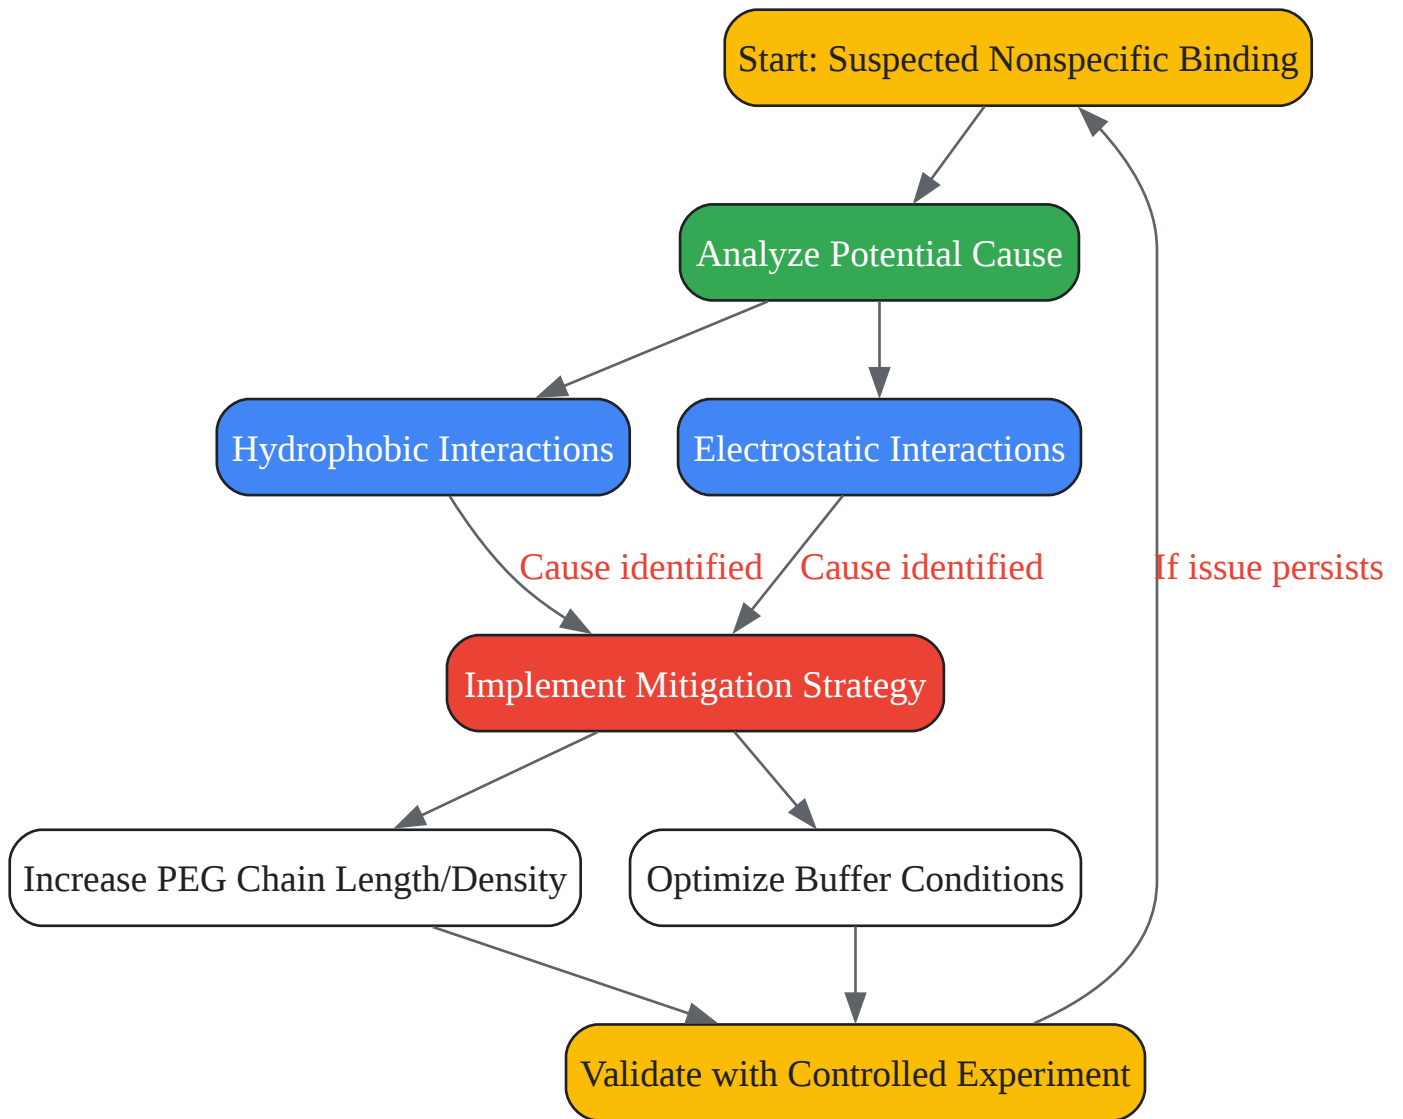 Start: Suspected Nonspecific Binding
Analyze Potential Cause
Hydrophobic Interactions
Electrostatic Interactions
Cause identified
Cause identified
If issue persists
Implement Mitigation Strategy
Increase PEG Chain Length/Density
Optimize Buffer Conditions
Validate with Controlled Experiment